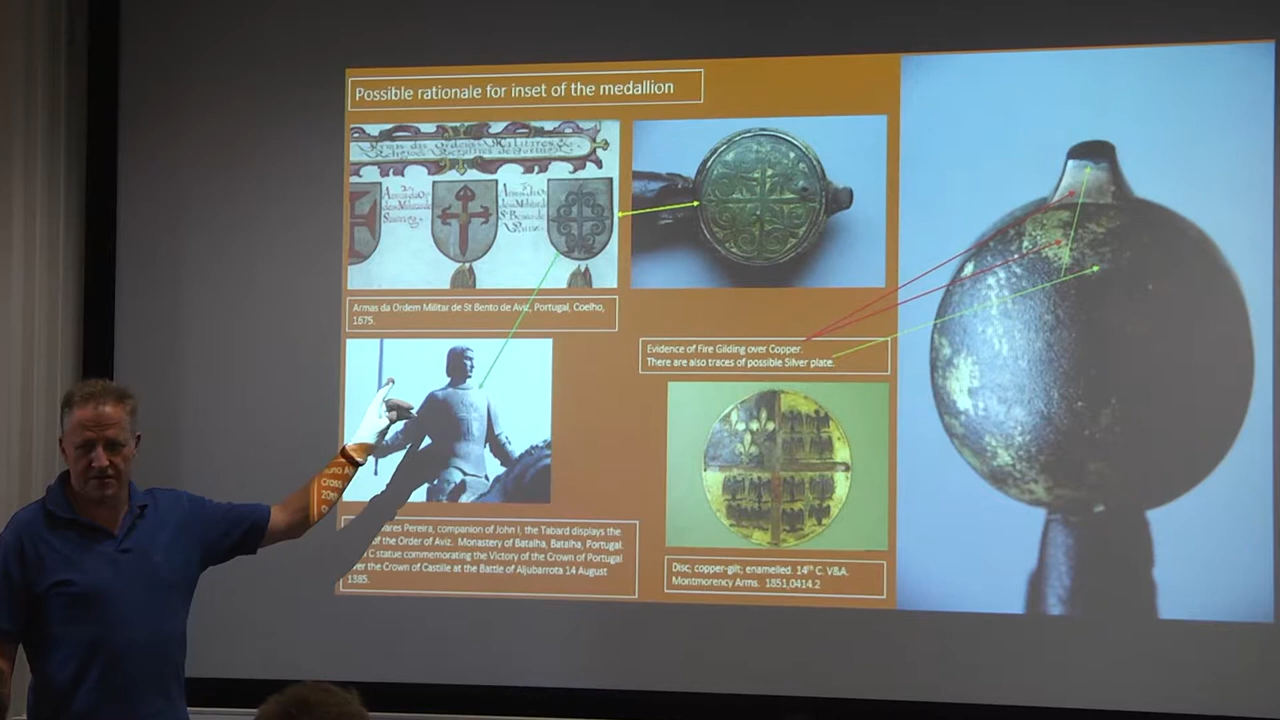 Possible rationale for inset of the medallion
Armas da Ordem Militar de St Bento de Aviz, Portugal, Coelho,
1675.
Evidence of Fire Gilding over Copper.
There are also traces of possible Silver plate.
Cross
Pereira, companion of John I, the Tabard displays the
of the Order of Aviz. Monastery of Batalha, Batalha, Portugal.
C statue commemorating the Victory of the Crown of Portugal
over the Crown of Castille at the Battle of Aljubarrota 14 August
1385.
Disc; copper-gilt; enamelled. 14th C. V&A.
Montmorency Arms. 1851,0414.2